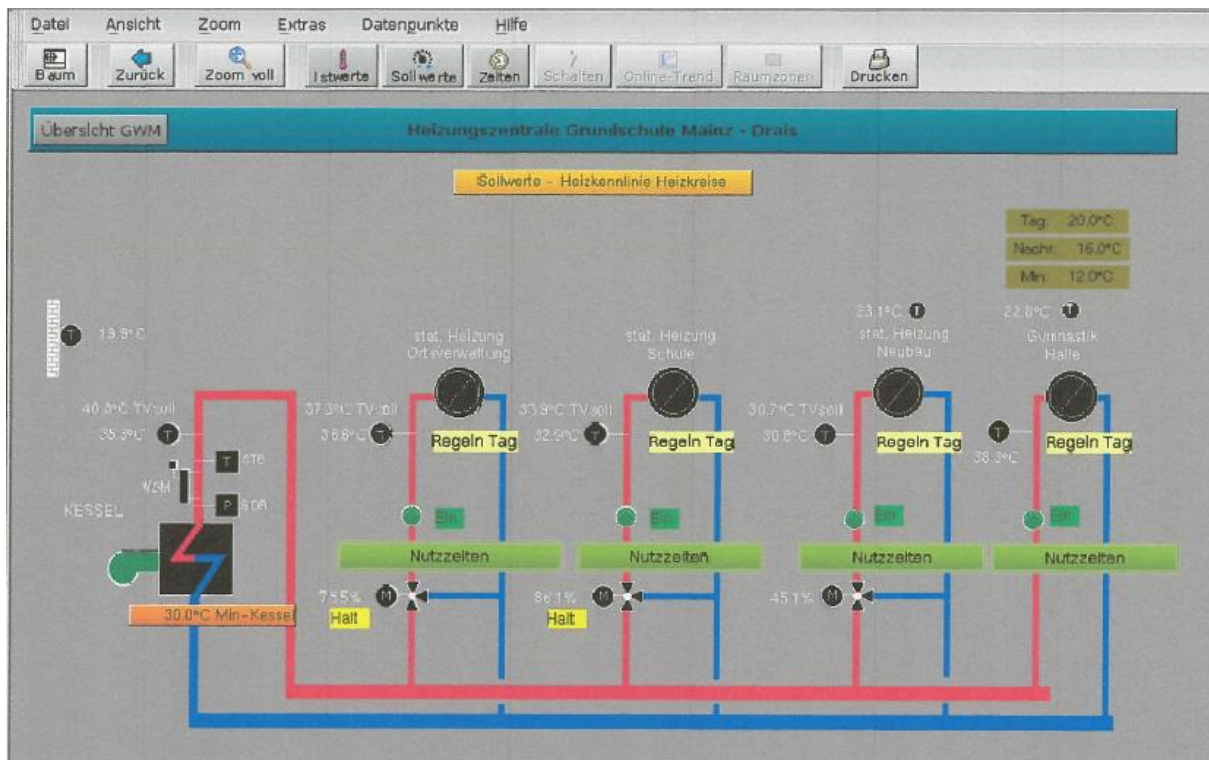 Datei Ansicht Zoom Extras Datenpunkte Hilfe
Baum Zurück Zoom voll Istwerte Sollwerte Zeiten Schalten Online-Trend Raumzonen Drucken
Übersicht GWM
Heizungszentrale Grundschule Mainz - Drais
Sollwerte - Heizkennlinie Heizkreise
Tag: 20.0°C
Nacht: 16.0°C
Min: 12.0°C
23.1°C T
22.8°C T
T 19.9°C
stat. Heizung
Ortsverwaltung
stat. Heizung
Schule
stat. Heizung
Neubau
Gymnastik
Halle
TVsoll
T
37.3°C TVsoll
36.8°C T
33.9°C TVsoll
32.9°C T
30.7°C TVsoll
30.8°C T
T
38.3°C
Regeln Tag
Regeln Tag
Regeln Tag
Regeln Tag
T STB
WSM
P
KESSEL
Ein
Ein
Ein
Ein
Nutzzeiten
Nutzzeiten
Nutzzeiten
Nutzzeiten
M
Halt
86.1% M
Halt
45.1% M
30.0°C Min-Kessel